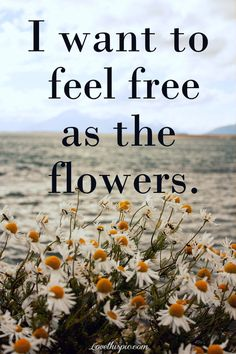 I want to
feel free
as the
flowers.
Lovethispic.com